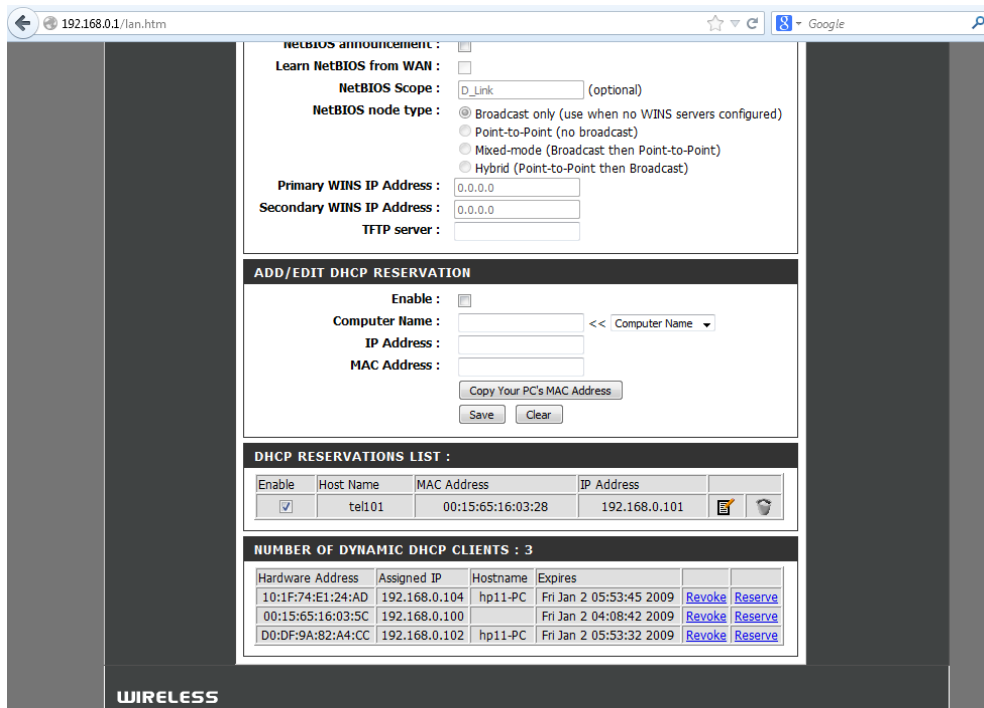 192.168.0.1/lan.htm
Google
NetBIOS announcement :
Learn NetBIOS from WAN :
NetBIOS Scope : D_Link (optional)
NetBIOS node type : Broadcast only (use when no WINS servers configured)
Point-to-Point (no broadcast)
Mixed-mode (Broadcast then Point-to-Point)
Hybrid (Point-to-Point then Broadcast)
Primary WINS IP Address : 0.0.0.0
Secondary WINS IP Address : 0.0.0.0
TFTP server :
ADD/EDIT DHCP RESERVATION
Enable :
Computer Name : << Computer Name
IP Address :
MAC Address :
Copy Your PC's MAC Address
Save Clear
DHCP RESERVATIONS LIST :
Enable Host Name MAC Address IP Address
tel101 00:15:65:16:03:28 192.168.0.101
NUMBER OF DYNAMIC DHCP CLIENTS : 3
Hardware Address Assigned IP Hostname Expires
10:1F:74:E1:24:AD 192.168.0.104 hp11-PC Fri Jan 2 05:53:45 2009 Revoke Reserve
00:15:65:16:03:5C 192.168.0.100 Fri Jan 2 04:08:42 2009 Revoke Reserve
D0:DF:9A:82:A4:CC 192.168.0.102 hp11-PC Fri Jan 2 05:53:32 2009 Revoke Reserve
WIRELESS